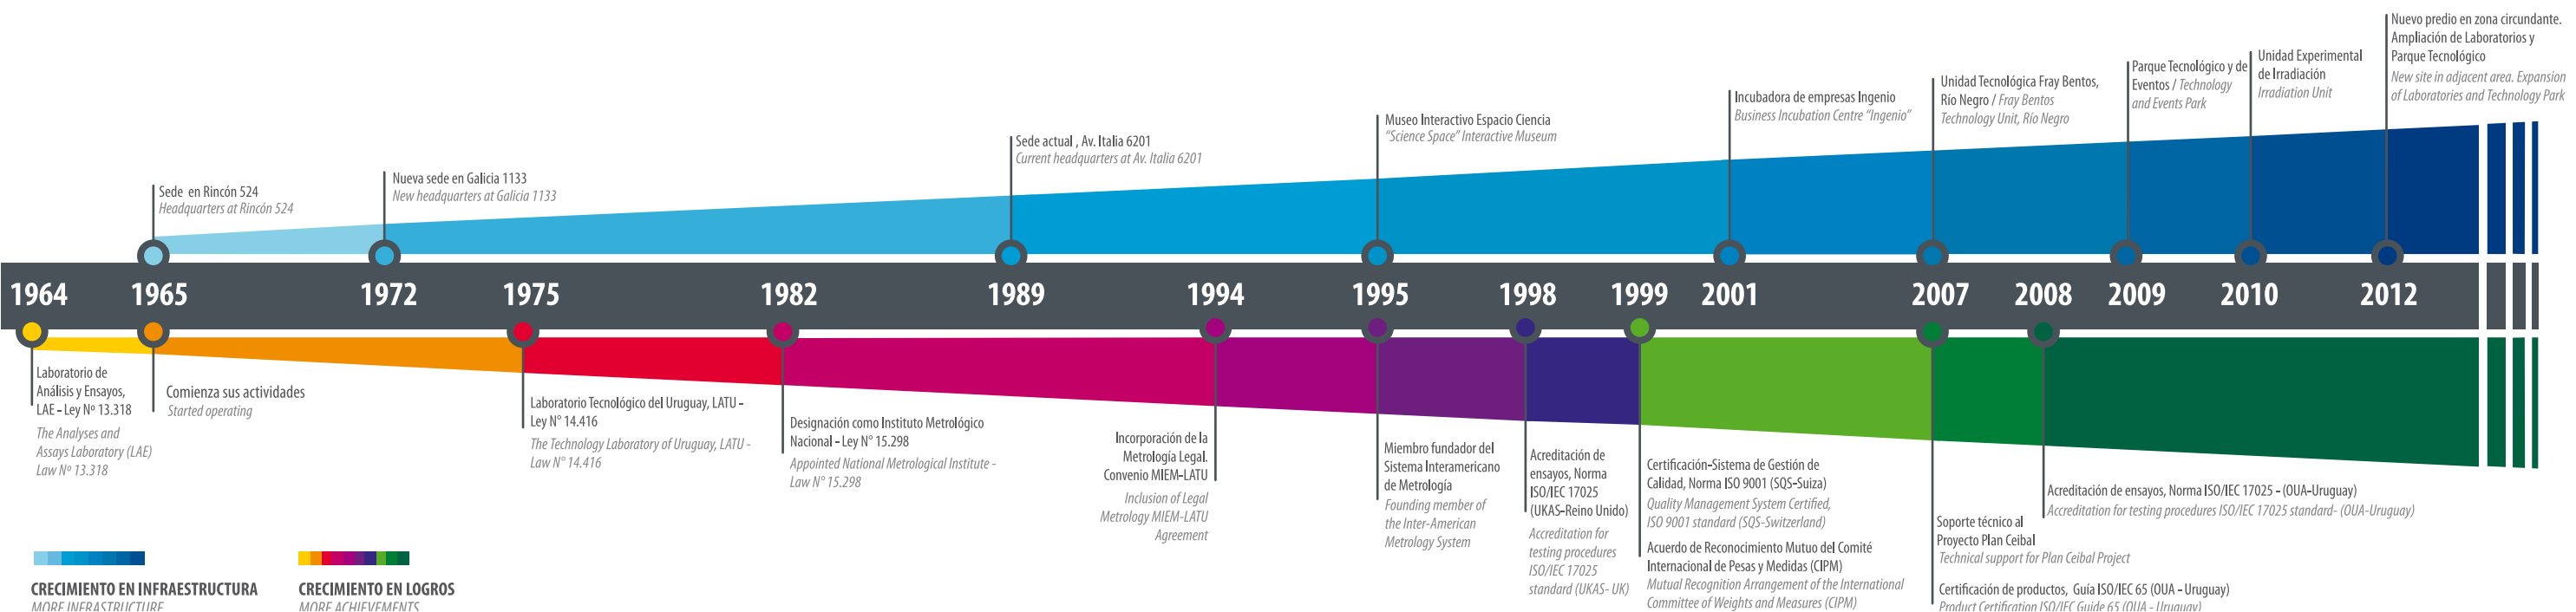 Sede en Rincón 524
Headquarters at Rincón 524
Nueva sede en Galicia 1133
New headquarters at Galicia 1133
Sede actual , Av. Italia 6201
Current headquarters at Av. Italia 6201
Museo Interactivo Espacio Ciencia
"Science Space" Interactive Museum
Incubadora de empresas Ingenio
Business Incubation Centre "Ingenio"
Unidad Tecnológica Fray Bentos,
Río Negro / Fray Bentos
Technology Unit, Río Negro
Parque Tecnológico y de
Eventos / Technology
and Events Park
Unidad Experimental
de Irradiación
Irradiation Unit
Nuevo predio en zona circundante.
Ampliación de Laboratorios y
Parque Tecnológico
New site in adjacent area. Expansion
of Laboratories and Technology Park
1964 1965 1972 1975 1982 1989 1994 1995 1998 1999 2001 2007 2008 2009 2010 2012
Laboratorio de
Análisis y Ensayos,
LAE - Ley Nº 13.318
The Analyses and
Assays Laboratory (LAE)
Law Nº 13.318
Comienza sus actividades
Started operating
Laboratorio Tecnológico del Uruguay, LATU -
Ley N° 14.416
The Technology Laboratory of Uruguay, LATU -
Law N° 14.416
Designación como Instituto Metrológico
Nacional - Ley N° 15.298
Appointed National Metrological Institute -
Law N° 15.298
Incorporación de la
Metrología Legal.
Convenio MIEM-LATU
Inclusion of Legal
Metrology MIEM-LATU
Agreement
Miembro fundador del
Sistema Interamericano
de Metrología
Founding member of
the Inter-American
Metrology System
Acreditación de
ensayos, Norma
ISO/IEC 17025
(UKAS-Reino Unido)
Accreditation for
testing procedures
ISO/IEC 17025
standard (UKAS- UK)
Certificación-Sistema de Gestión de
Calidad, Norma ISO 9001 (SQS-Suiza)
Quality Management System Certified,
ISO 9001 standard (SQS-Switzerland)
Acuerdo de Reconocimiento Mutuo del Comité
Internacional de Pesas y Medidas (CIPM)
Mutual Recognition Arrangement of the International
Committee of Weights and Measures (CIPM)
Soporte técnico al
Proyecto Plan Ceibal
Technical support for Plan Ceibal Project
Certificación de productos, Guia ISO/IEC 65 (OUA - Uruguay)
Product Certification ISO/IEC Guide 65 (OUA - Uruguay)
Acreditación de ensayos, Norma ISO/IEC 17025 - (OUA-Uruguay)
Accreditation for testing procedures ISO/IEC 17025 standard- (OUA-Uruguay)
CRECIMIENTO EN INFRAESTRUCTURA
MORE INFRASTRUCTURE
CRECIMIENTO EN LOGROS
MORE ACHIEVEMENTS